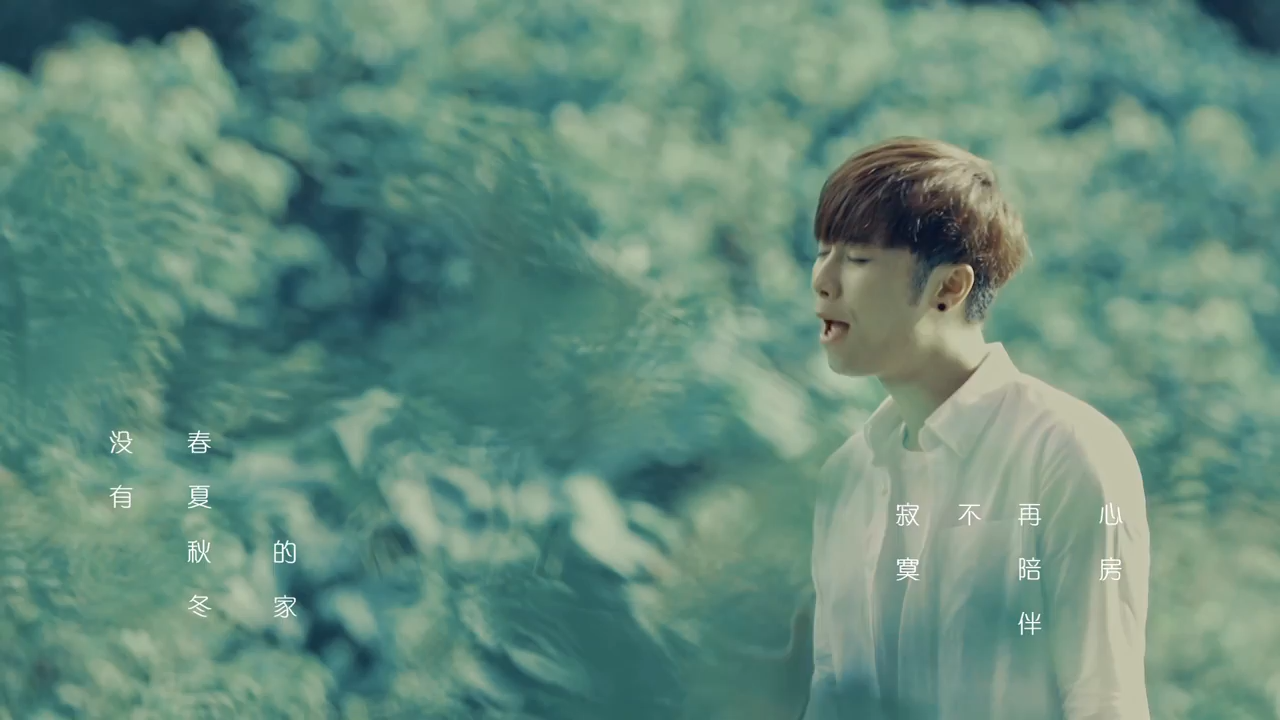 没有
春夏秋冬
的家
寂寞
不
再陪伴
心房